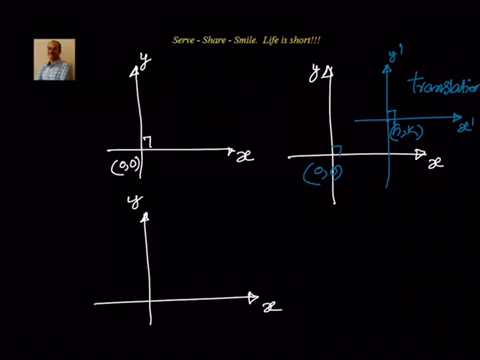 Serve - Share - Smile. Life is short!!!
y
x
(0,0)
y
x
(0,0)
y'
translation
(h,k)
x'
y
x